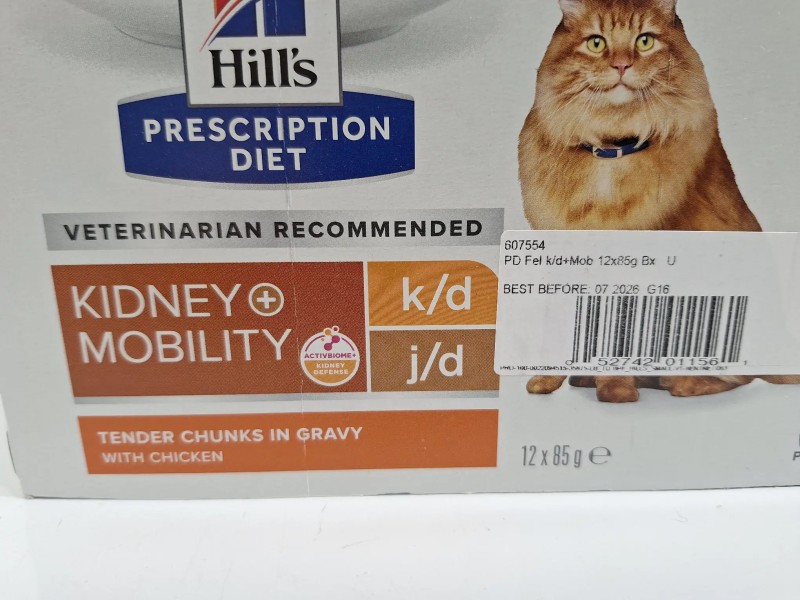 Hill's
PRESCRIPTION
DIET
VETERINARIAN RECOMMENDED
KIDNEY +
MOBILITY
ACTIVBIOME+
KIDNEY
DEFENSE
k/d
j/d
TENDER CHUNKS IN GRAVY
WITH CHICKEN
12 x 85 g e
607554
PD Fel k/d+Mob 12x85g Bx U
BEST BEFORE: 07 2026 G16
0 52742 01156 1